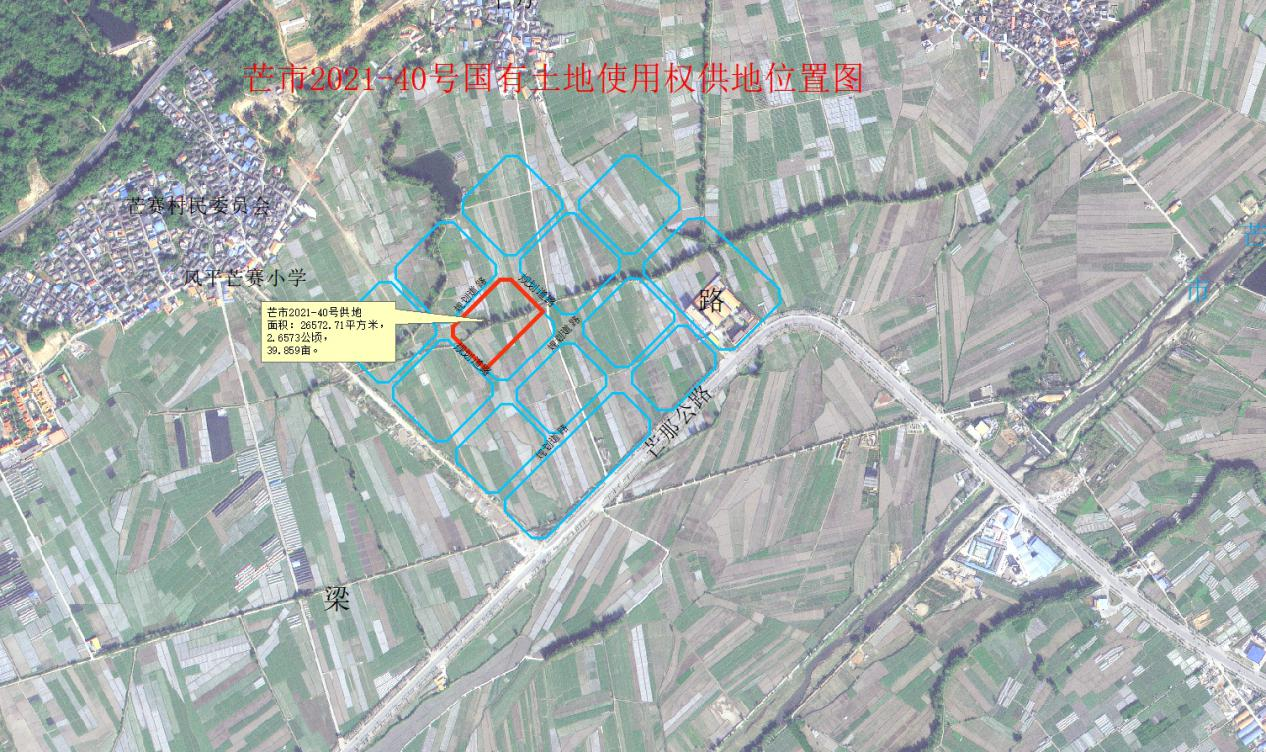 芒市2021-40号国有土地使用权供地位置图
芒赛村民委员会
风平芒赛小学
芒
市
规划道路
规划道路
路
芒市2021-40号供地
面积：26572.71平方米，
2.6573公顷，
39.859亩。
规划道路
规划道路
芒那公路
规划道路
梁